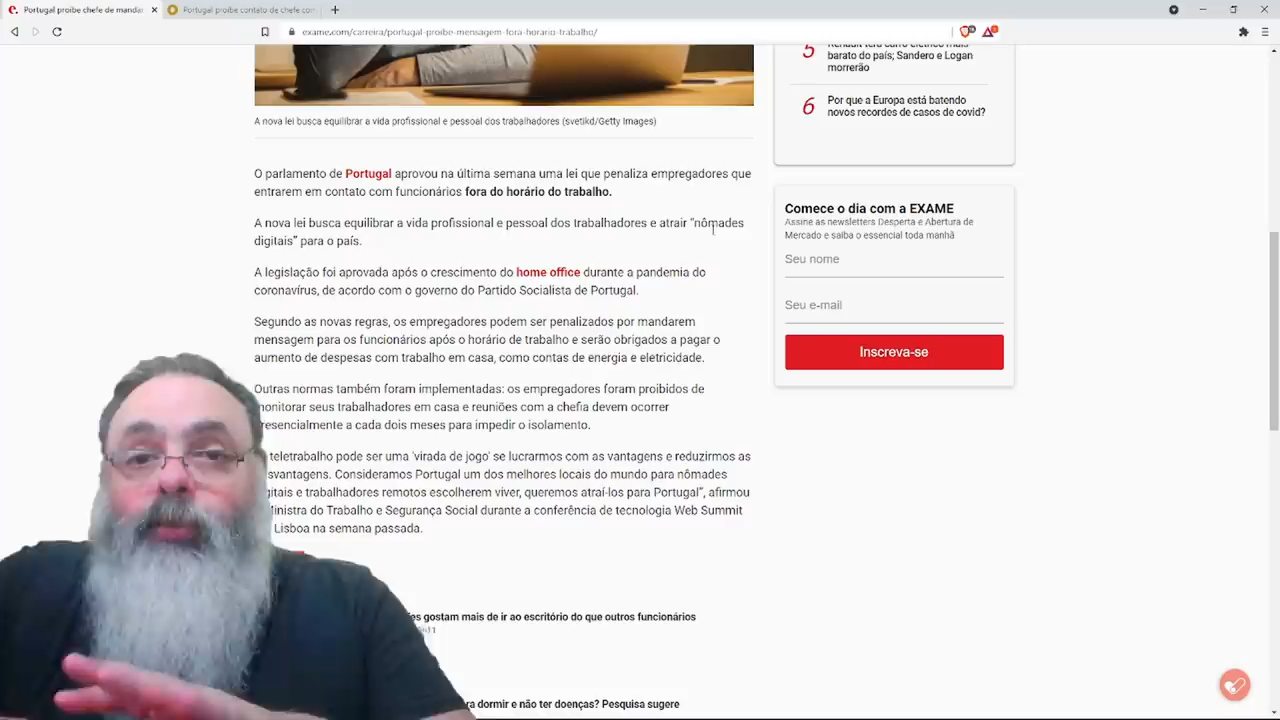 Portugal proíbe chefe de mandar
Portugal proíbe contato de chefe com
exame.com/carreira/portugal-proibe-mensagem-fora-horario-trabalho/
A nova lei busca equilibrar a vida profissional e pessoal dos trabalhadores (svetikd/Getty Images)
O parlamento de Portugal aprovou na última semana uma lei que penaliza empregadores que
entrarem em contato com funcionários fora do horário do trabalho.
A nova lei busca equilibrar a vida profissional e pessoal dos trabalhadores e atrair “nômades
digitais” para o país.
A legislação foi aprovada após o crescimento do home office durante a pandemia do
coronavírus, de acordo com o governo do Partido Socialista de Portugal.
Segundo as novas regras, os empregadores podem ser penalizados por mandarem
mensagem para os funcionários após o horário de trabalho e serão obrigados a pagar o
aumento de despesas com trabalho em casa, como contas de energia e eletricidade.
Outras normas também foram implementadas: os empregadores foram proibidos de
monitorar seus trabalhadores em casa e reuniões com a chefia devem ocorrer
presencialmente a cada dois meses para impedir o isolamento.
teletrabalho pode ser uma 'virada de jogo' se lucrarmos com as vantagens e reduzirmos as
svantagens. Consideramos Portugal um dos melhores locais do mundo para nômades
igitais e trabalhadores remotos escolherem viver, queremos atraí-los para Portugal”, afirmou
Ministra do Trabalho e Segurança Social durante a conferência de tecnologia Web Summit
Lisboa na semana passada.
gostam mais de ir ao escritório do que outros funcionários
ra dormir e não ter doenças? Pesquisa sugere
5
Renault terá carro elétrico mais
barato do país; Sandero e Logan
morrerão
6
Por que a Europa está batendo
novos recordes de casos de covid?
Comece o dia com a EXAME
Assine as newsletters Desperta e Abertura de
Mercado e saiba o essencial toda manhã
Seu nome
Seu e-mail
Inscreva-se